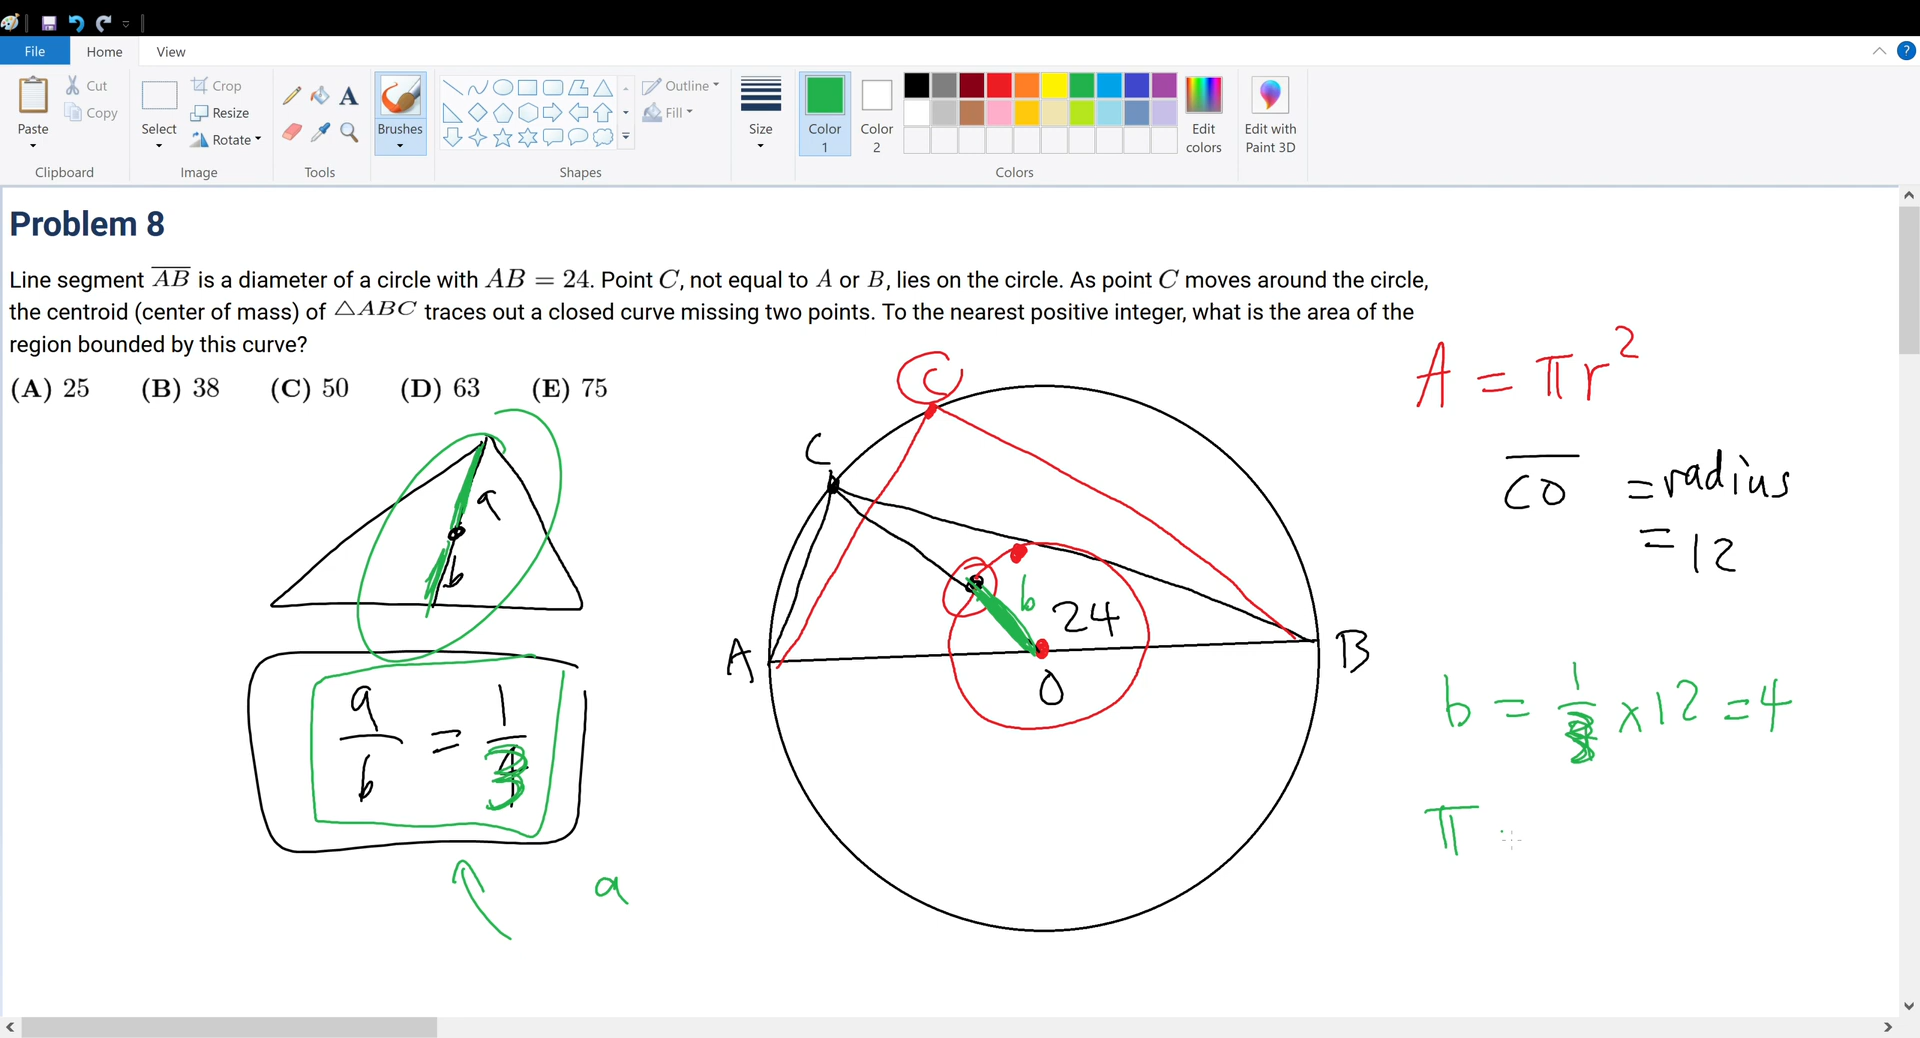 File Home View
Paste Cut Copy Select Crop Resize Rotate A Brushes Outline Fill Size Color 1 Color 2 Edit colors Edit with Paint 3D ?
Clipboard Image Tools Shapes Colors
Problem 8
Line segment AB is a diameter of a circle with AB = 24. Point C, not equal to A or B, lies on the circle. As point C moves around the circle,
the centroid (center of mass) of △ABC traces out a closed curve missing two points. To the nearest positive integer, what is the area of the
region bounded by this curve?
(A) 25 (B) 38 (C) 50 (D) 63 (E) 75
a
b
a
b
=
1
a
C
C
b
24
A
B
O
A = πr²
CO = radius
= 12
b = 1/3 × 12 = 4
π